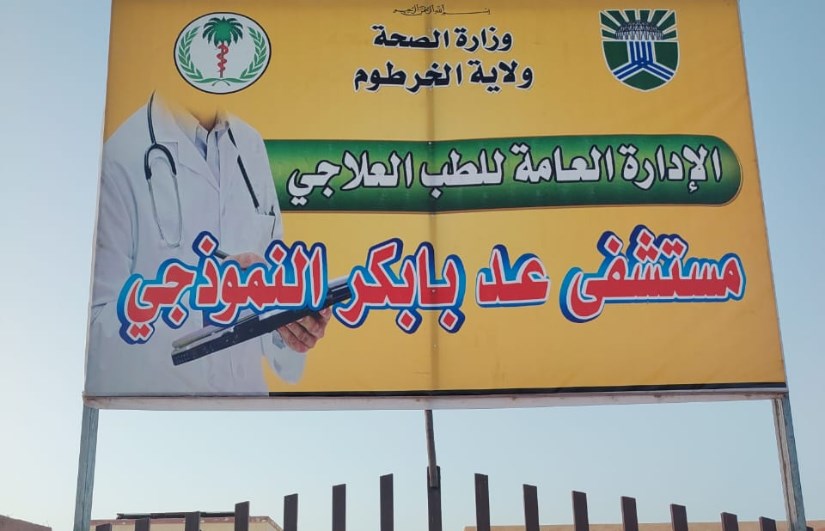 بسم الله الرحمن الرحيم
وزارة الصحة
ولاية الخرطوم
الإدارة العامة للطب العلاجي
مستشفى عد بابكر النموذجي